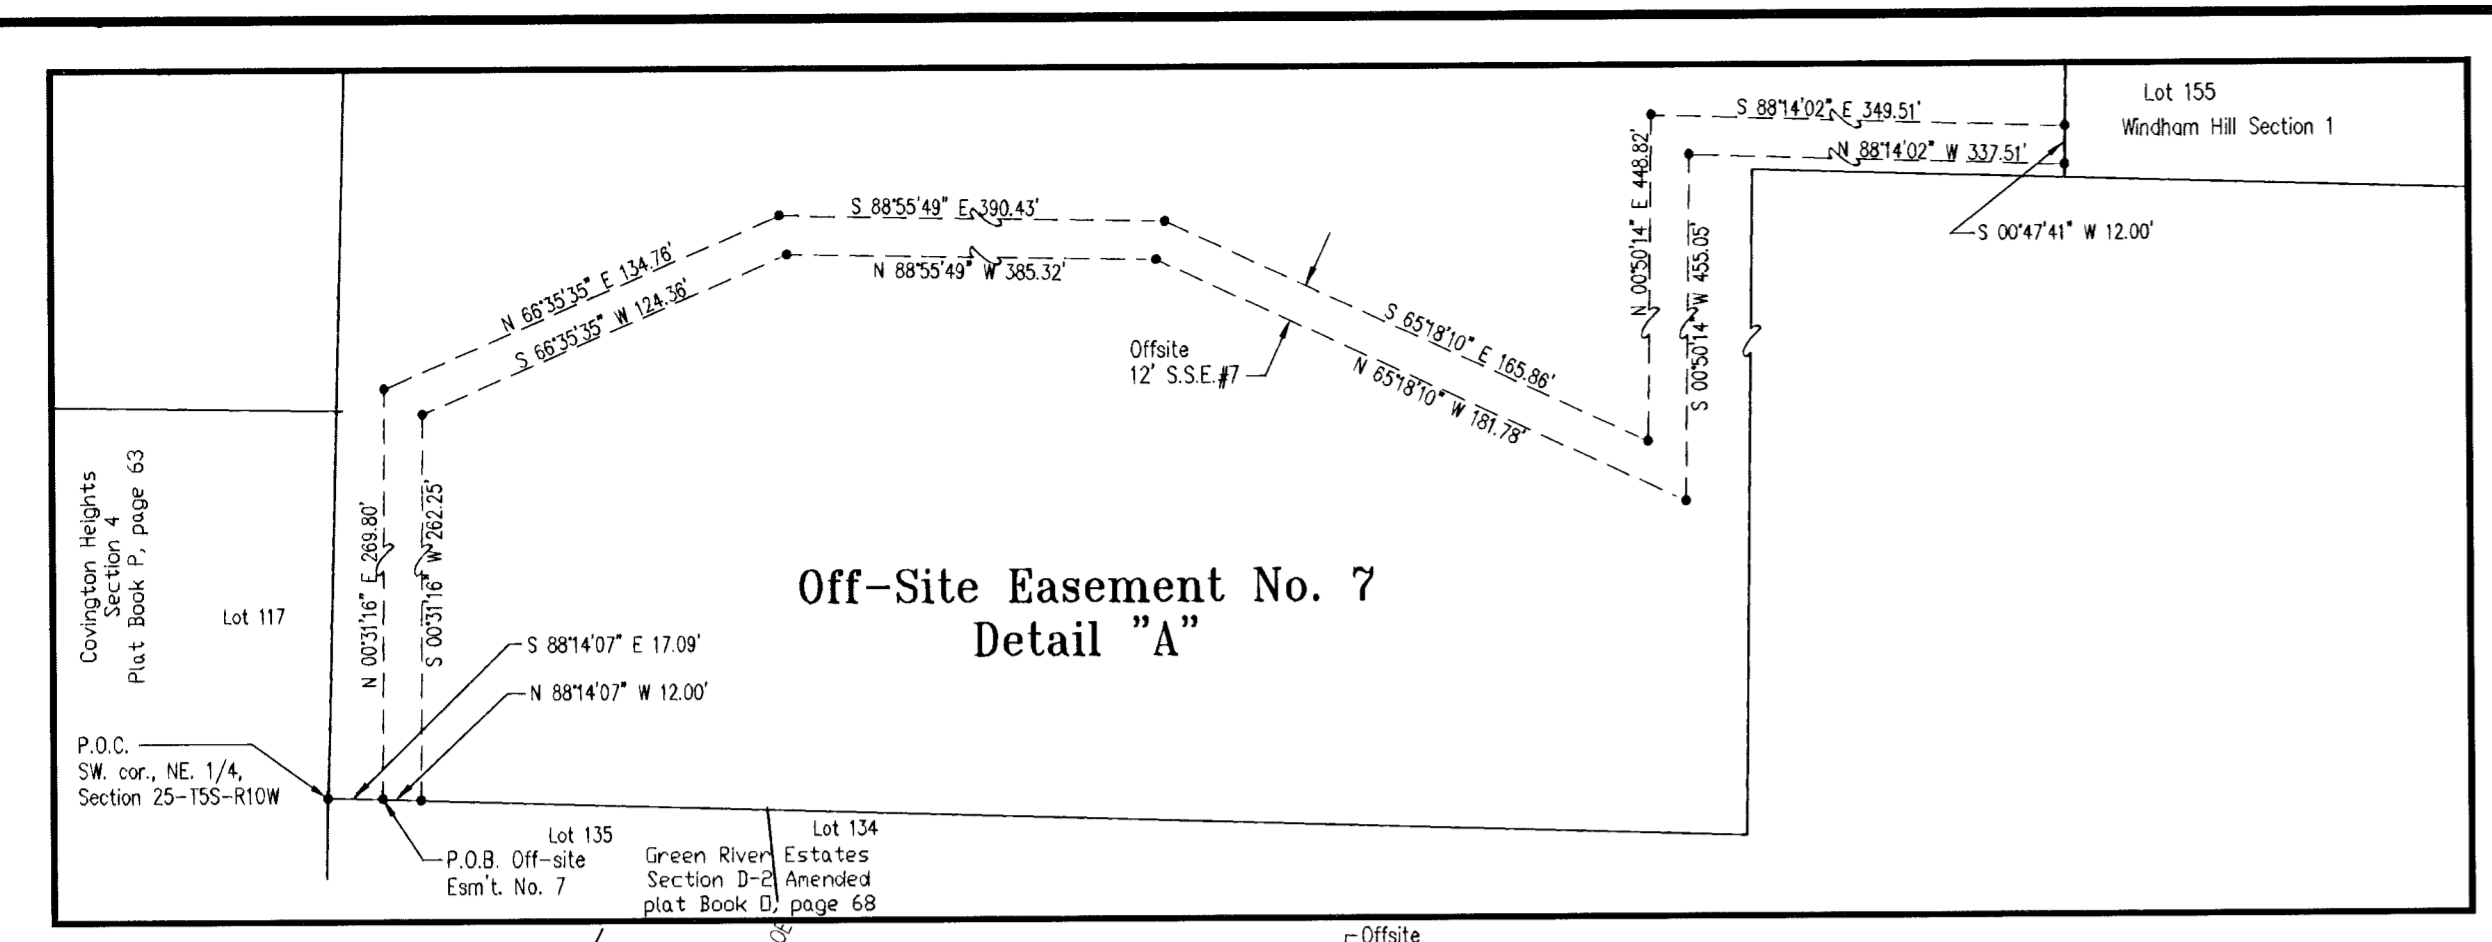 Lot 155
Windham Hill Section 1
S 88°14'02" E 349.51'
N 88°14'02" W 337.51'
S 00°47'41" W 12.00'
N 00°50'14" E 448.82'
S 00°50'14" W 455.05'
S 88°55'49" E 390.43'
N 88°55'49" W 385.32'
N 66°35'35" E 134.76'
S 66°35'35" W 124.36'
S 65°18'10" E 165.86'
N 65°18'10" W 181.78'
Offsite
12' S.S.E.#7
Covington Heights
Section 4
Plat Book P, page 63
Lot 117
N 00°31'16" E 269.80'
S 00°31'16" W 262.25'
Off-Site Easement No. 7
Detail "A"
S 88°14'07" E 17.09'
N 88°14'07" W 12.00'
P.O.C.
SW. cor., NE. 1/4,
Section 25-T5S-R10W
Lot 135
Lot 134
P.O.B. Off-site
Esm't. No. 7
Green River Estates
Section D-2 Amended
plat Book O, page 68
Offsite